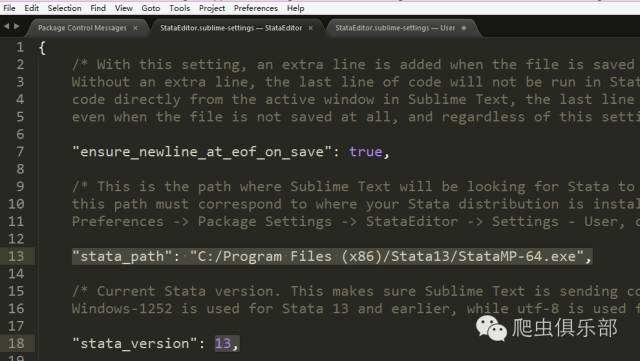 File Edit Selection Find View Goto Tools Project Preferences Help
Package Control Messages × StataEditor.sublime-settings — StataEditor × StataEditor.sublime-settings — User
1 {
2 /* With this setting, an extra line is added when the file is saved
3 Without an extra line, the last line of code will not be run in Stat
4 code directly from the active window in Sublime Text, the last line
5 even when the file is not saved at all, and regardless of this setti
6
7 "ensure_newline_at_eof_on_save": true,
8
9 /* This is the path where Sublime Text will be looking for Stata to
10 this path must correspond to where your Stata distribution is instal
11 Preferences -> Package Settings -> StataEditor -> Settings - User, c
12
13 "stata_path": "C:/Program Files (x86)/Stata13/StataMP-64.exe",
14
15 /* Current Stata version. This makes sure Sublime Text is sending co
16 Windows-1252 is used for Stata 13 and earlier, while utf-8 is used f
17
18 "stata_version": 13,
19
爬虫俱乐部